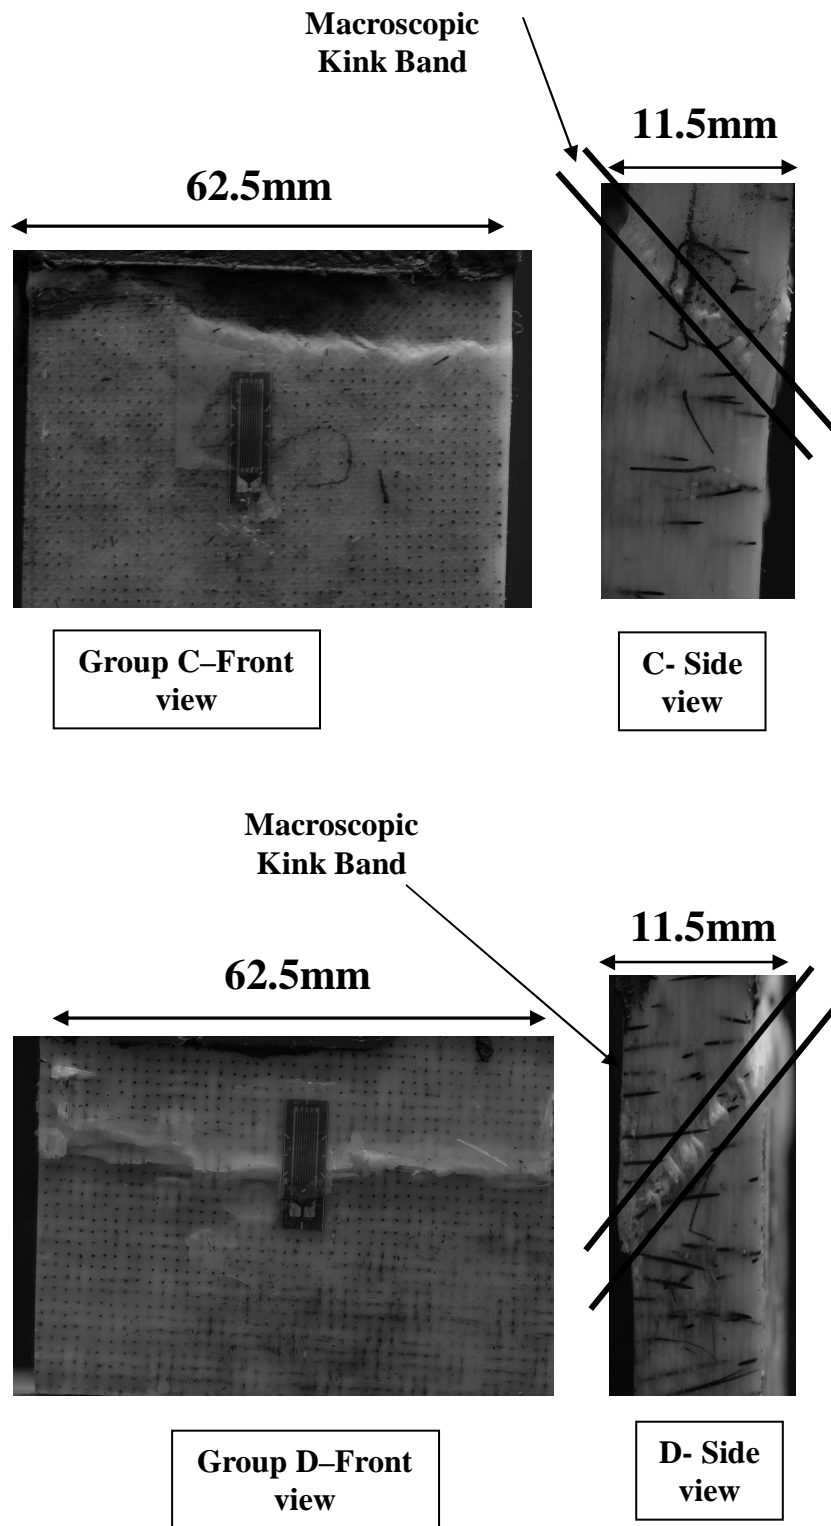 Macroscopic
Kink Band
11.5mm
62.5mm
Group C–Front
view
C- Side
view
Macroscopic
Kink Band
11.5mm
62.5mm
Group D–Front
view
D- Side
view